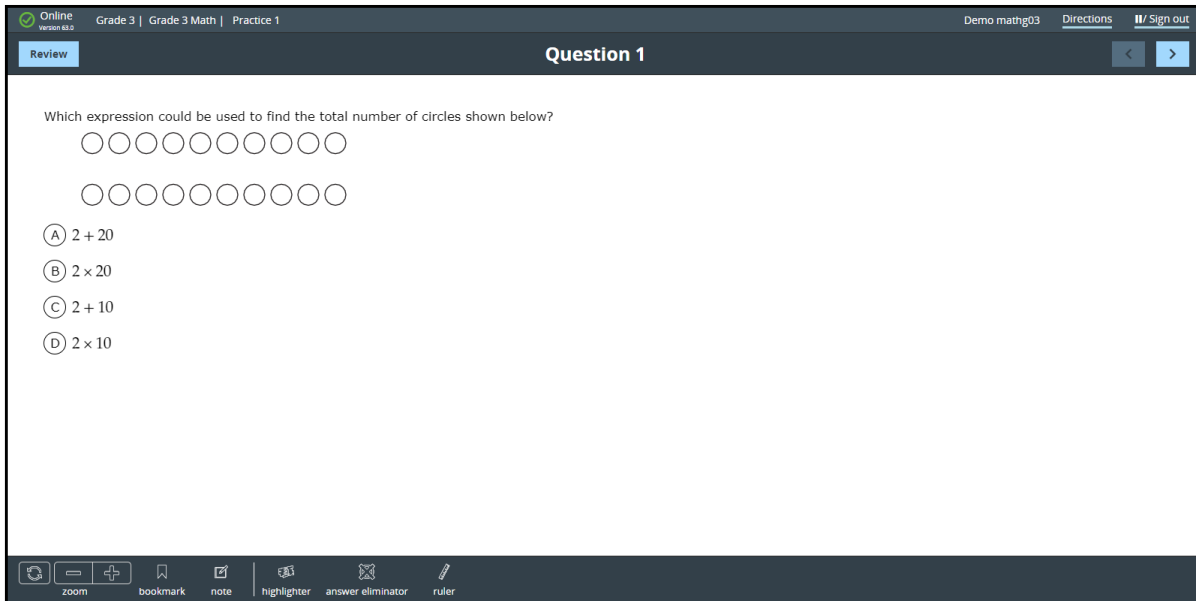 Online
Version 63.0
Grade 3 | Grade 3 Math | Practice 1
Demo mathg03
Directions
/ Sign out
Review
Question 1
Which expression could be used to find the total number of circles shown below?
A 2 + 20
B 2 × 20
C 2 + 10
D 2 × 10
zoom
bookmark
note
highlighter
answer eliminator
ruler